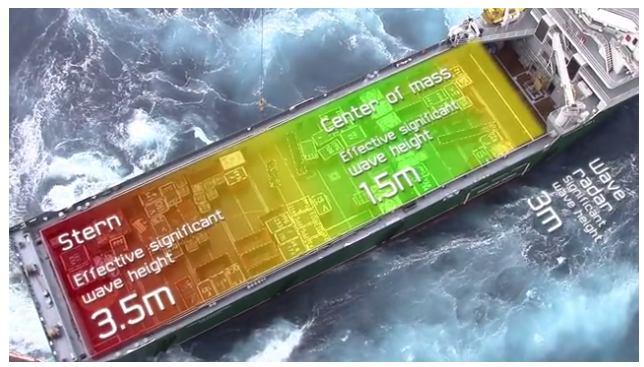 Stern
Effective significant
wave height
3.5m
Center of mass
Effective significant
wave height
1.5m
Wave
radar
significant
wave height
3m